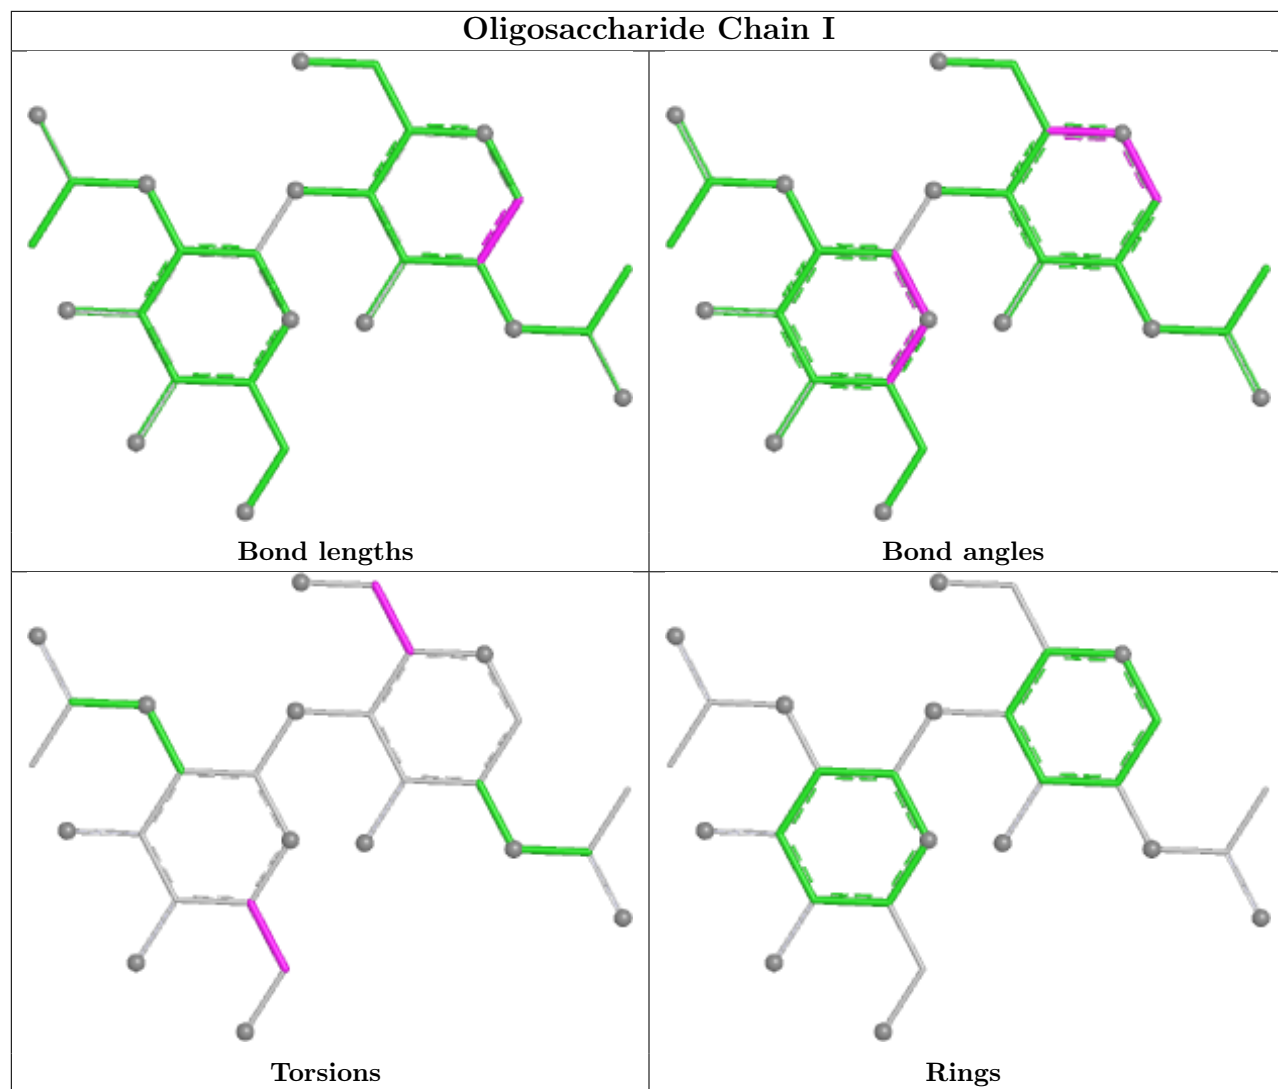 Oligosaccharide Chain I
Bond lengths
Bond angles
Torsions
Rings